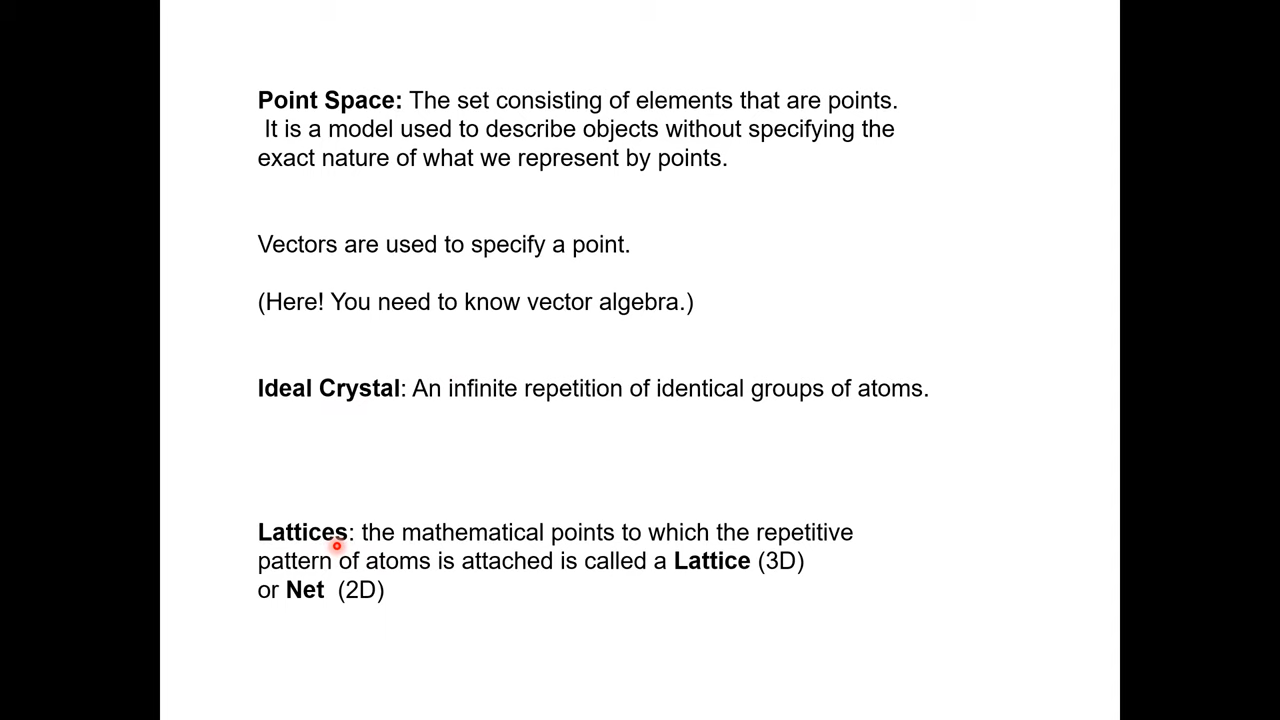 Point Space: The set consisting of elements that are points.
It is a model used to describe objects without specifying the
exact nature of what we represent by points.
Vectors are used to specify a point.
(Here! You need to know vector algebra.)
Ideal Crystal: An infinite repetition of identical groups of atoms.
Lattices: the mathematical points to which the repetitive
pattern of atoms is attached is called a Lattice (3D)
or Net (2D)